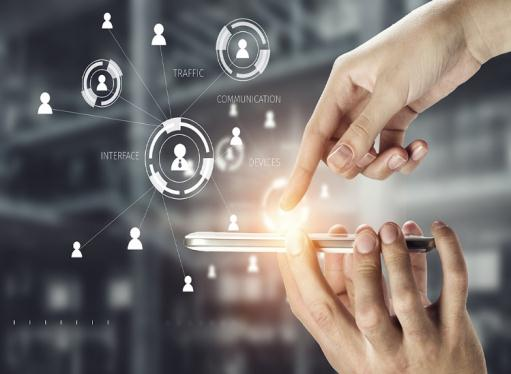 TRAFFIC
COMMUNICATION
INTERFACE
DEVICES